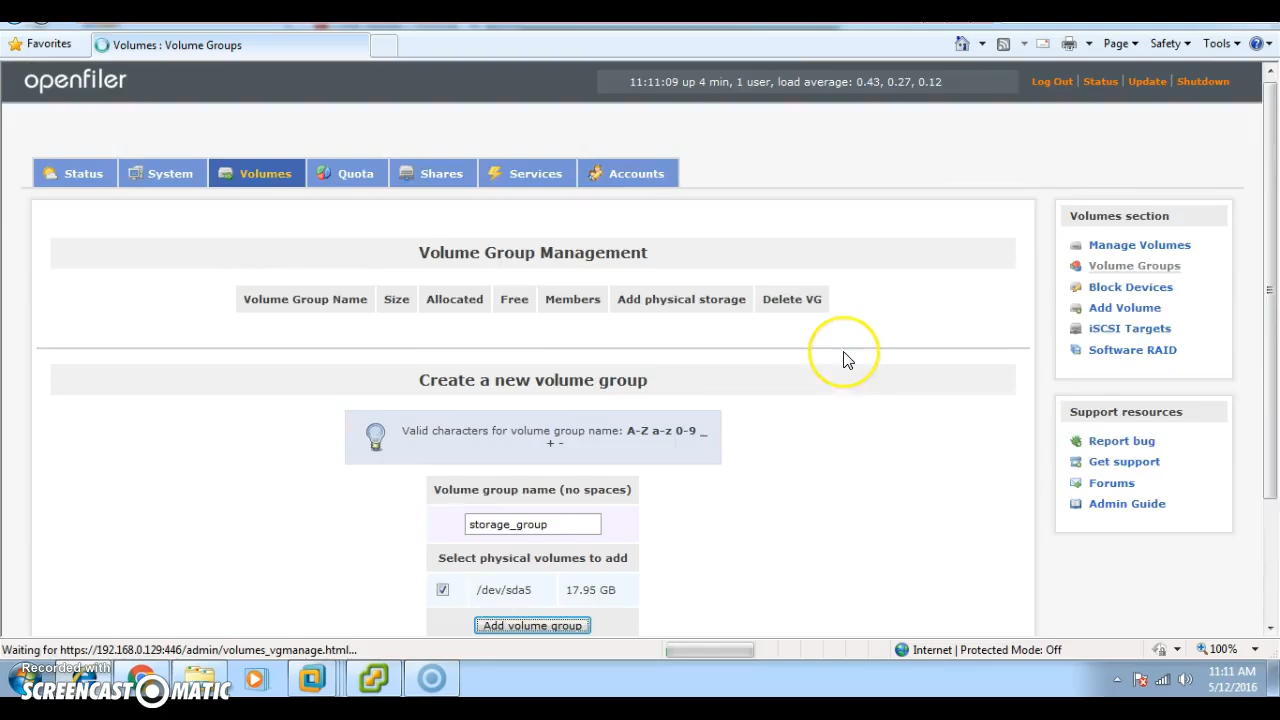 Favorites
Volumes : Volume Groups
Page
Safety
Tools
openfiler
11:11:09 up 4 min, 1 user, load average: 0.43, 0.27, 0.12
Log Out | Status | Update | Shutdown
Status
System
Volumes
Quota
Shares
Services
Accounts
Volume Group Management
Volume Group Name Size Allocated Free Members Add physical storage Delete VG
Create a new volume group
Valid characters for volume group name: A-Z a-z 0-9 _
+ -
Volume group name (no spaces)
storage_group
Select physical volumes to add
/dev/sda5 17.95 GB
Add volume group
Volumes section
Manage Volumes
Volume Groups
Block Devices
Add Volume
iSCSI Targets
Software RAID
Support resources
Report bug
Get support
Forums
Admin Guide
Waiting for https://192.168.0.129:446/admin/volumes_vgmanage.html...
Internet | Protected Mode: Off
100%
Recorded with
SCREENCAST-O-MATIC
11:11 AM
5/12/2016